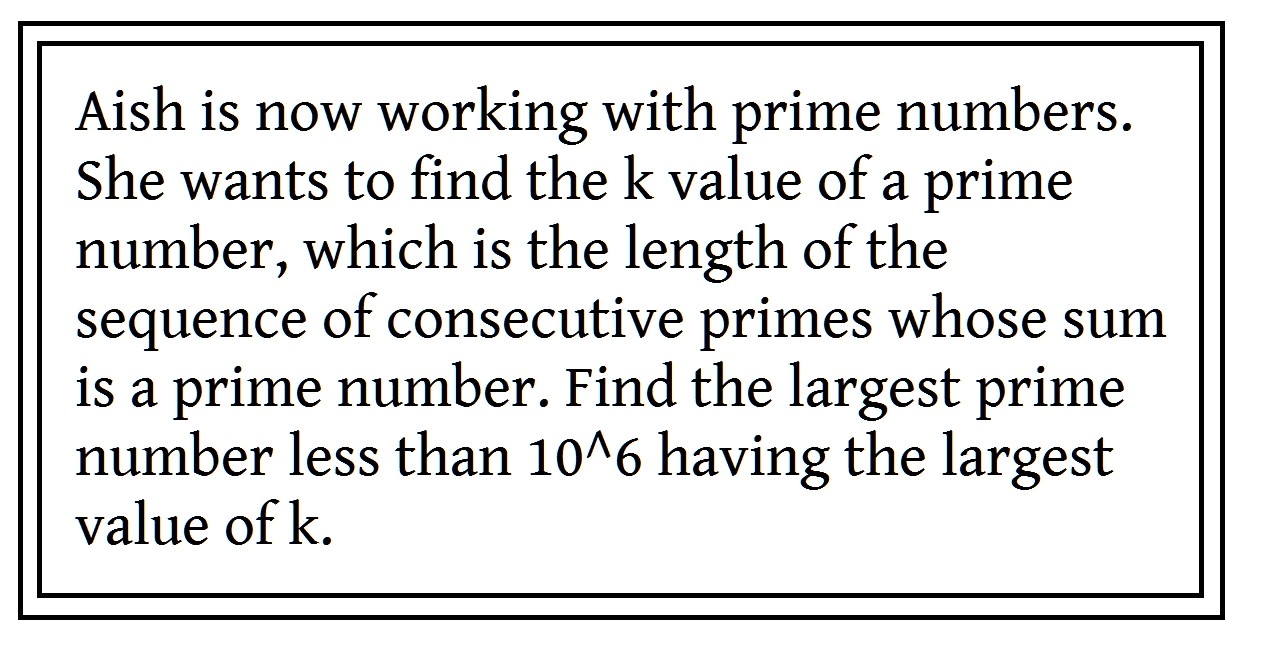 Aish is now working with prime numbers.
She wants to find the k value of a prime
number, which is the length of the
sequence of consecutive primes whose sum
is a prime number. Find the largest prime
number less than 10^6 having the largest
value of k.